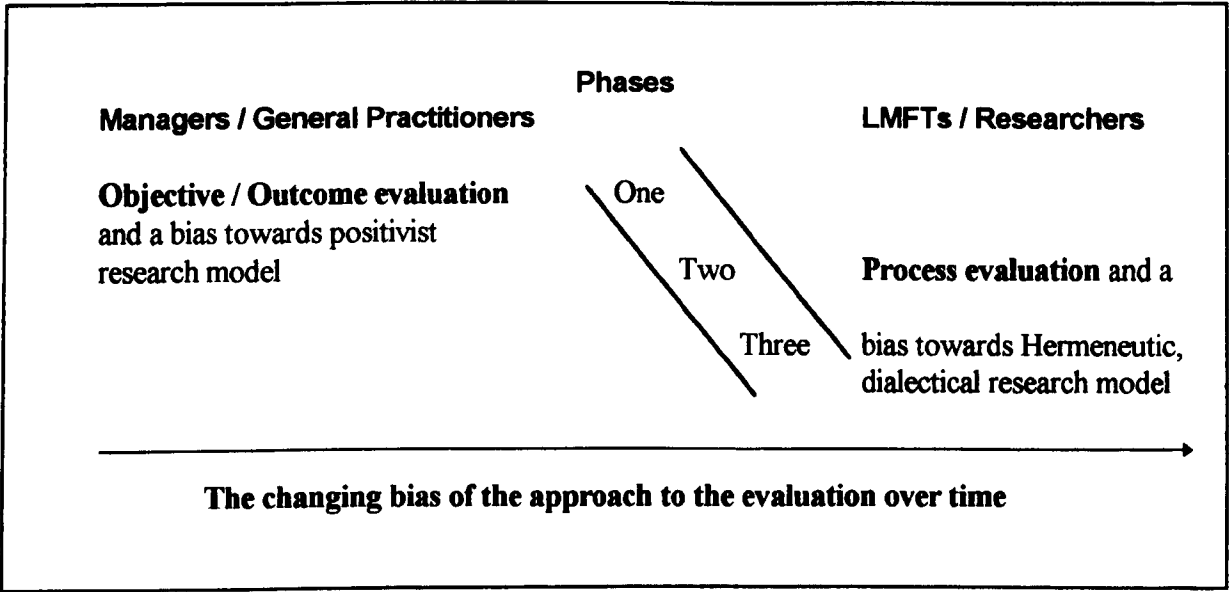 Phases
Managers / General Practitioners
LMFTs / Researchers
Objective / Outcome evaluation
and a bias towards positivist
research model
One
Two
Three
Process evaluation and a
bias towards Hermeneutic,
dialectical research model
The changing bias of the approach to the evaluation over time